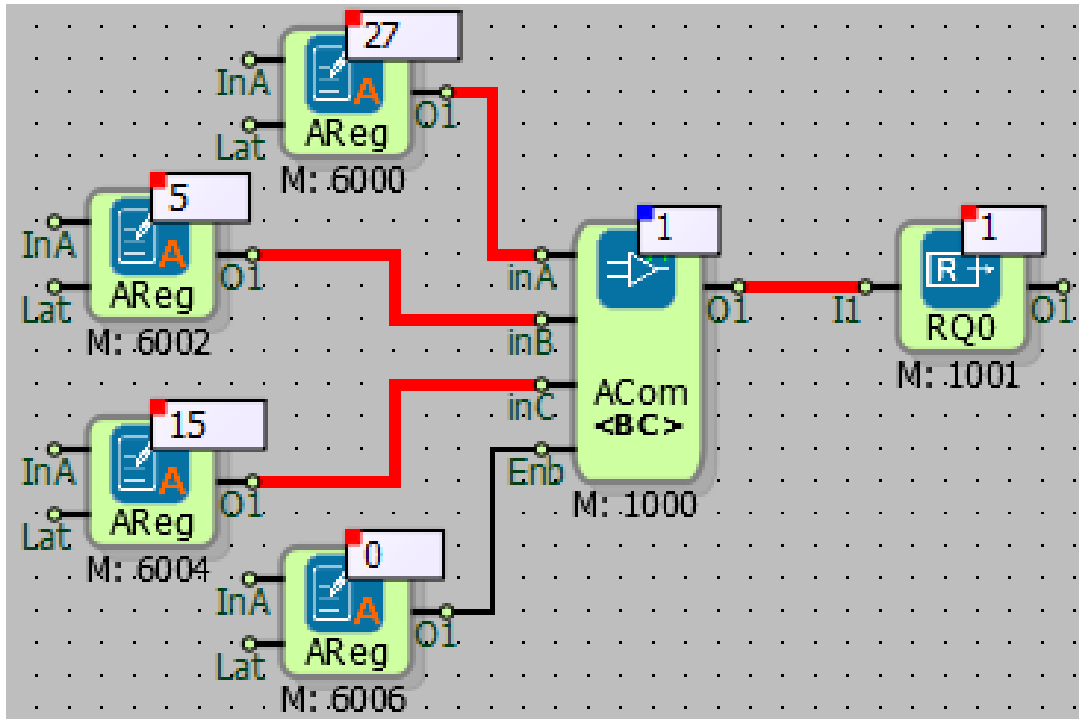 27
InA
A
O1
Lat
AReg
M: 6000
5
InA
A
O1
Lat
AReg
M: 6002
1
inA
inB
inC
Enb
O1
ACom
<BC>
M: 1000
1
I1
R
O1
RQ0
M: 1001
15
InA
A
O1
Lat
AReg
M: 6004
0
InA
A
O1
Lat
AReg
M: 6006